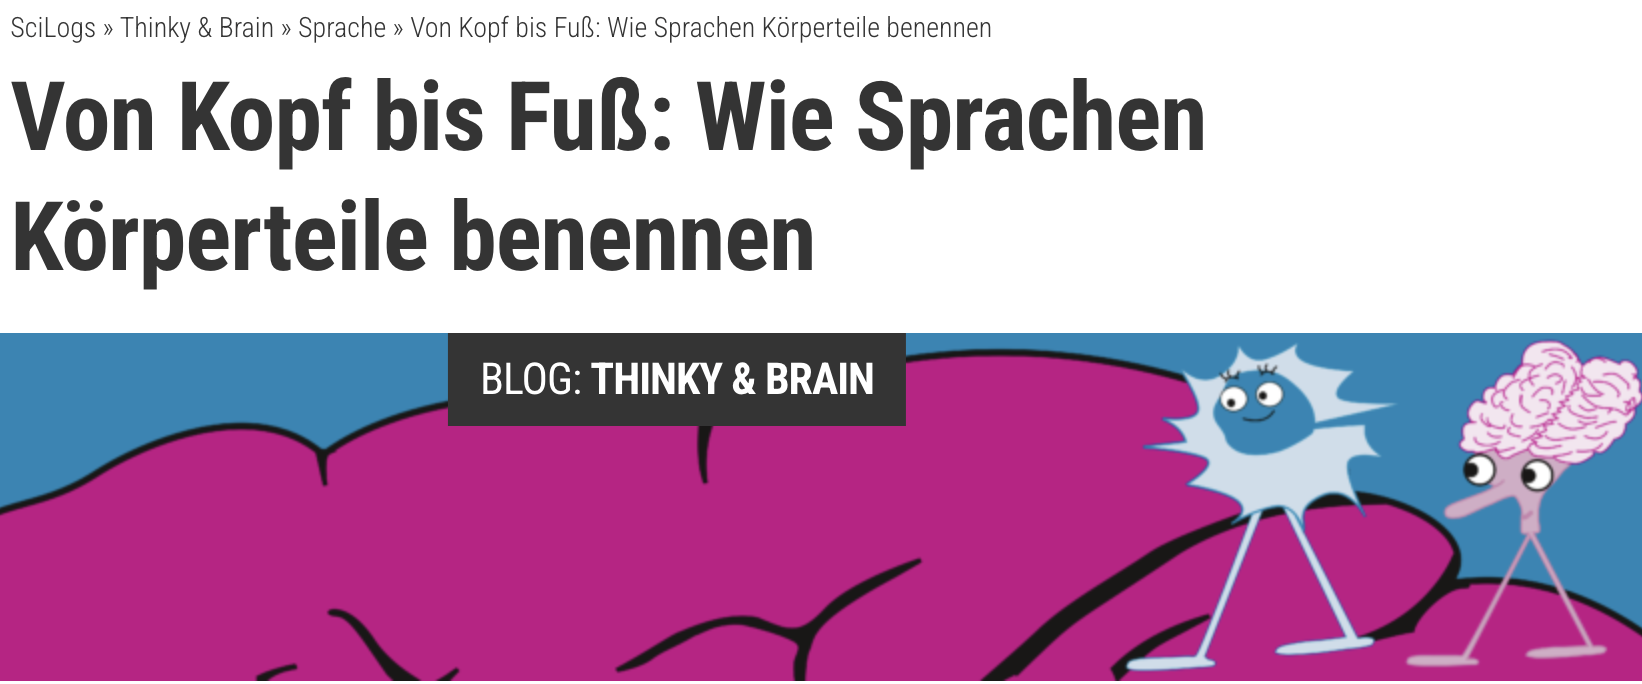 SciLogs » Thinky & Brain » Sprache » Von Kopf bis Fuß: Wie Sprachen Körperteile benennen
Von Kopf bis Fuß: Wie Sprachen
Körperteile benennen
BLOG: THINKY & BRAIN